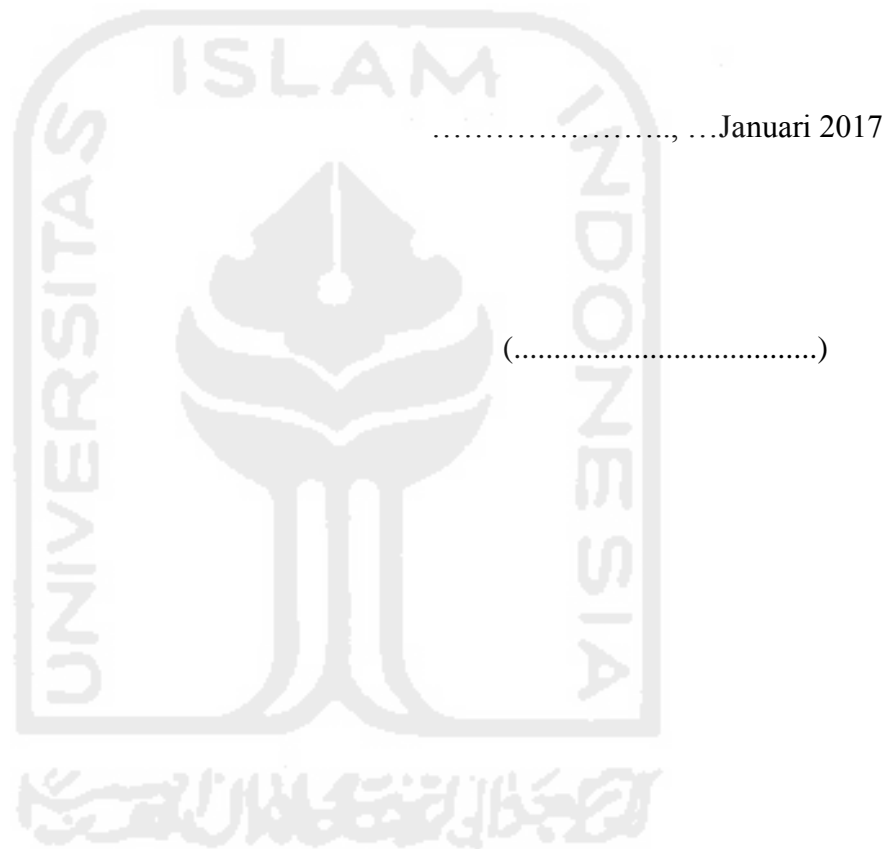 ISLAM
UNIVERSITAS
INDONESIA
……………………., …Januari 2017
(......................................)